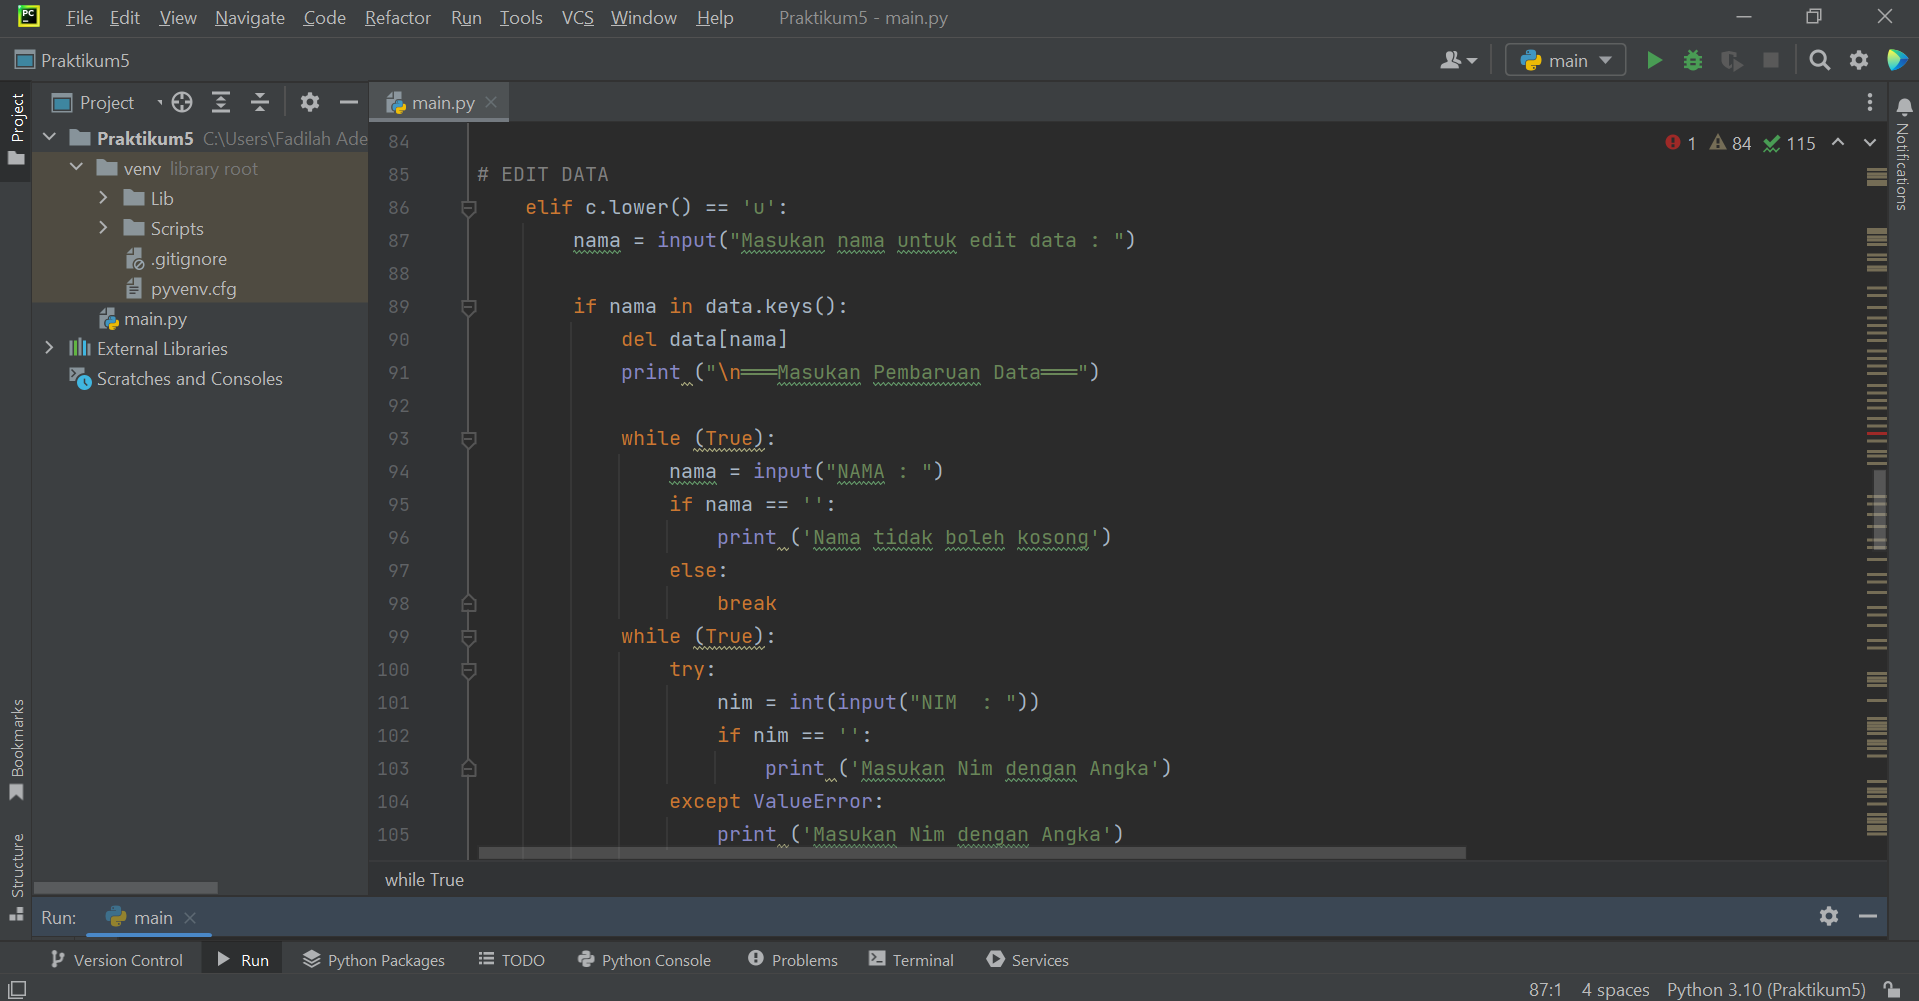 File Edit View Navigate Code Refactor Run Tools VCS Window Help Praktikum5 - main.py
Praktikum5
main
Project
main.py
Project
Praktikum5 C:\Users\Fadilah Ade
venv library root
Lib
Scripts
.gitignore
pyvenv.cfg
main.py
External Libraries
Scratches and Consoles
1 84 115
84
85 # EDIT DATA
86 elif c.lower() == 'u':
87 nama = input("Masukan nama untuk edit data : ")
88
89 if nama in data.keys():
90 del data[nama]
91 print ("\n===Masukan Pembaruan Data===")
92
93 while (True):
94 nama = input("NAMA : ")
95 if nama == '':
96 print ('Nama tidak boleh kosong')
97 else:
98 break
99 while (True):
100 try:
101 nim = int(input("NIM  : "))
102 if nim == '':
103 print ('Masukan Nim dengan Angka')
104 except ValueError:
105 print ('Masukan Nim dengan Angka')
while True
Notifications
Bookmarks
Structure
Run: main
Version Control Run Python Packages TODO Python Console Problems Terminal Services
87:1 4 spaces Python 3.10 (Praktikum5)